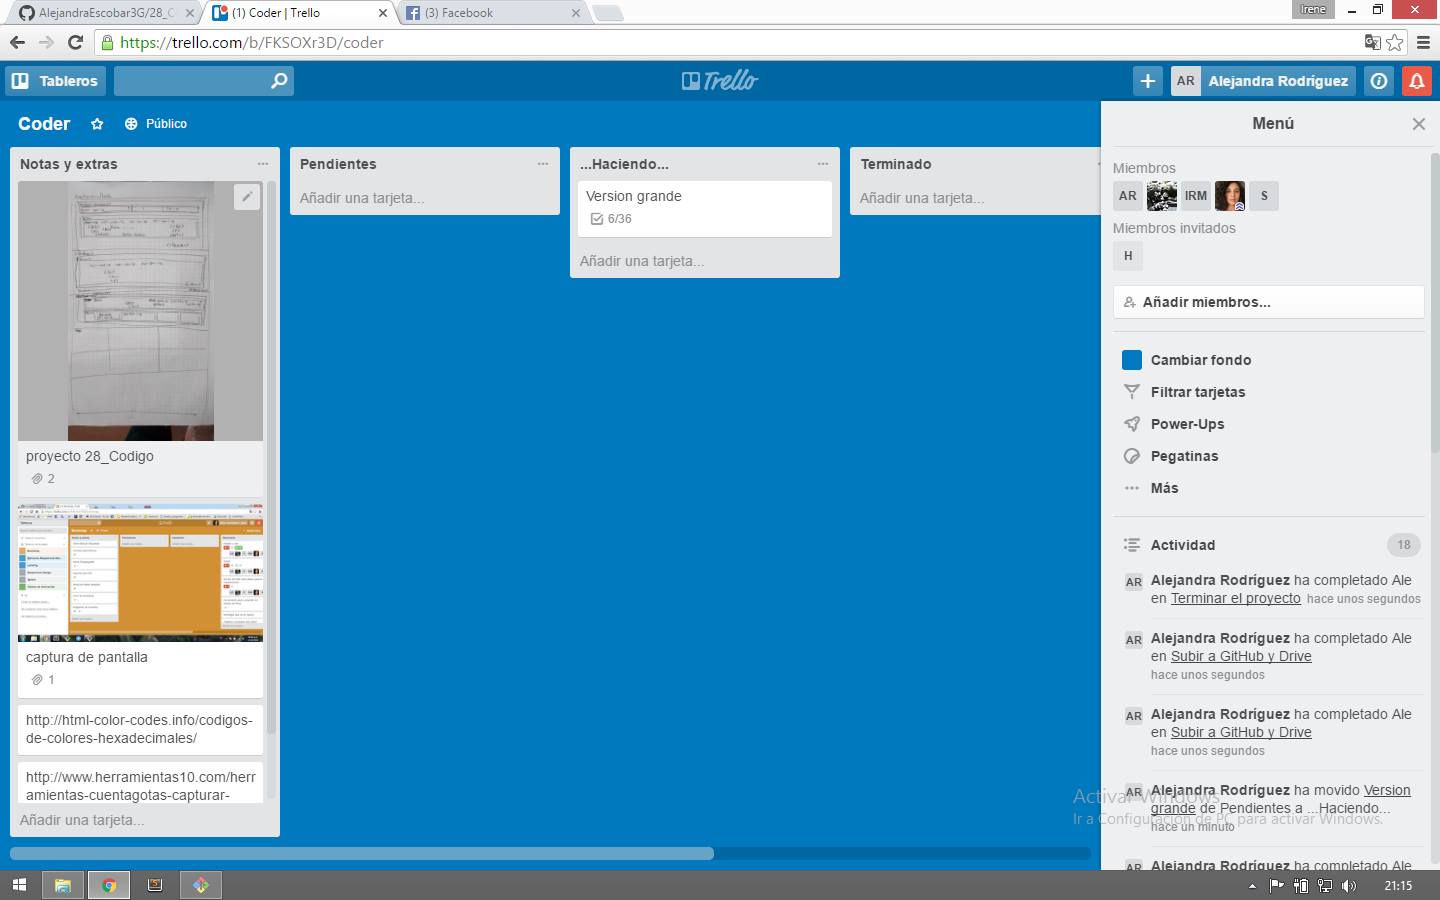 AlejandraEscobar3G/28_C
(1) Coder | Trello
(3) Facebook
Irene
https://trello.com/b/FKSOXr3D/coder
Tableros
Trello
AR
Alejandra Rodríguez
Coder
Público
Notas y extras
proyecto 28_Codigo
2
captura de pantalla
1
http://html-color-codes.info/codigos-
de-colores-hexadecimales/
http://www.herramientas10.com/herr
amientas-cuentagotas-capturar-
Añadir una tarjeta...
Pendientes
Añadir una tarjeta...
...Haciendo...
Version grande
6/36
Añadir una tarjeta...
Terminado
Añadir una tarjeta...
Menú
Miembros
AR
IRM
S
Miembros invitados
H
Añadir miembros...
Cambiar fondo
Filtrar tarjetas
Power-Ups
Pegatinas
Más
Actividad
18
AR
Alejandra Rodríguez ha completado Ale
en Terminar el proyecto hace unos segundos
AR
Alejandra Rodríguez ha completado Ale
en Subir a GitHub y Drive
hace unos segundos
AR
Alejandra Rodríguez ha completado Ale
en Subir a GitHub y Drive
hace unos segundos
AR
Alejandra Rodríguez ha movido Version
grande de Pendientes a ...Haciendo...
hace un minuto
AR
Alejandra Rodríguez ha completado Ale
Activar Windows
Ir a Configuración de PC para activar Windows.
21:15